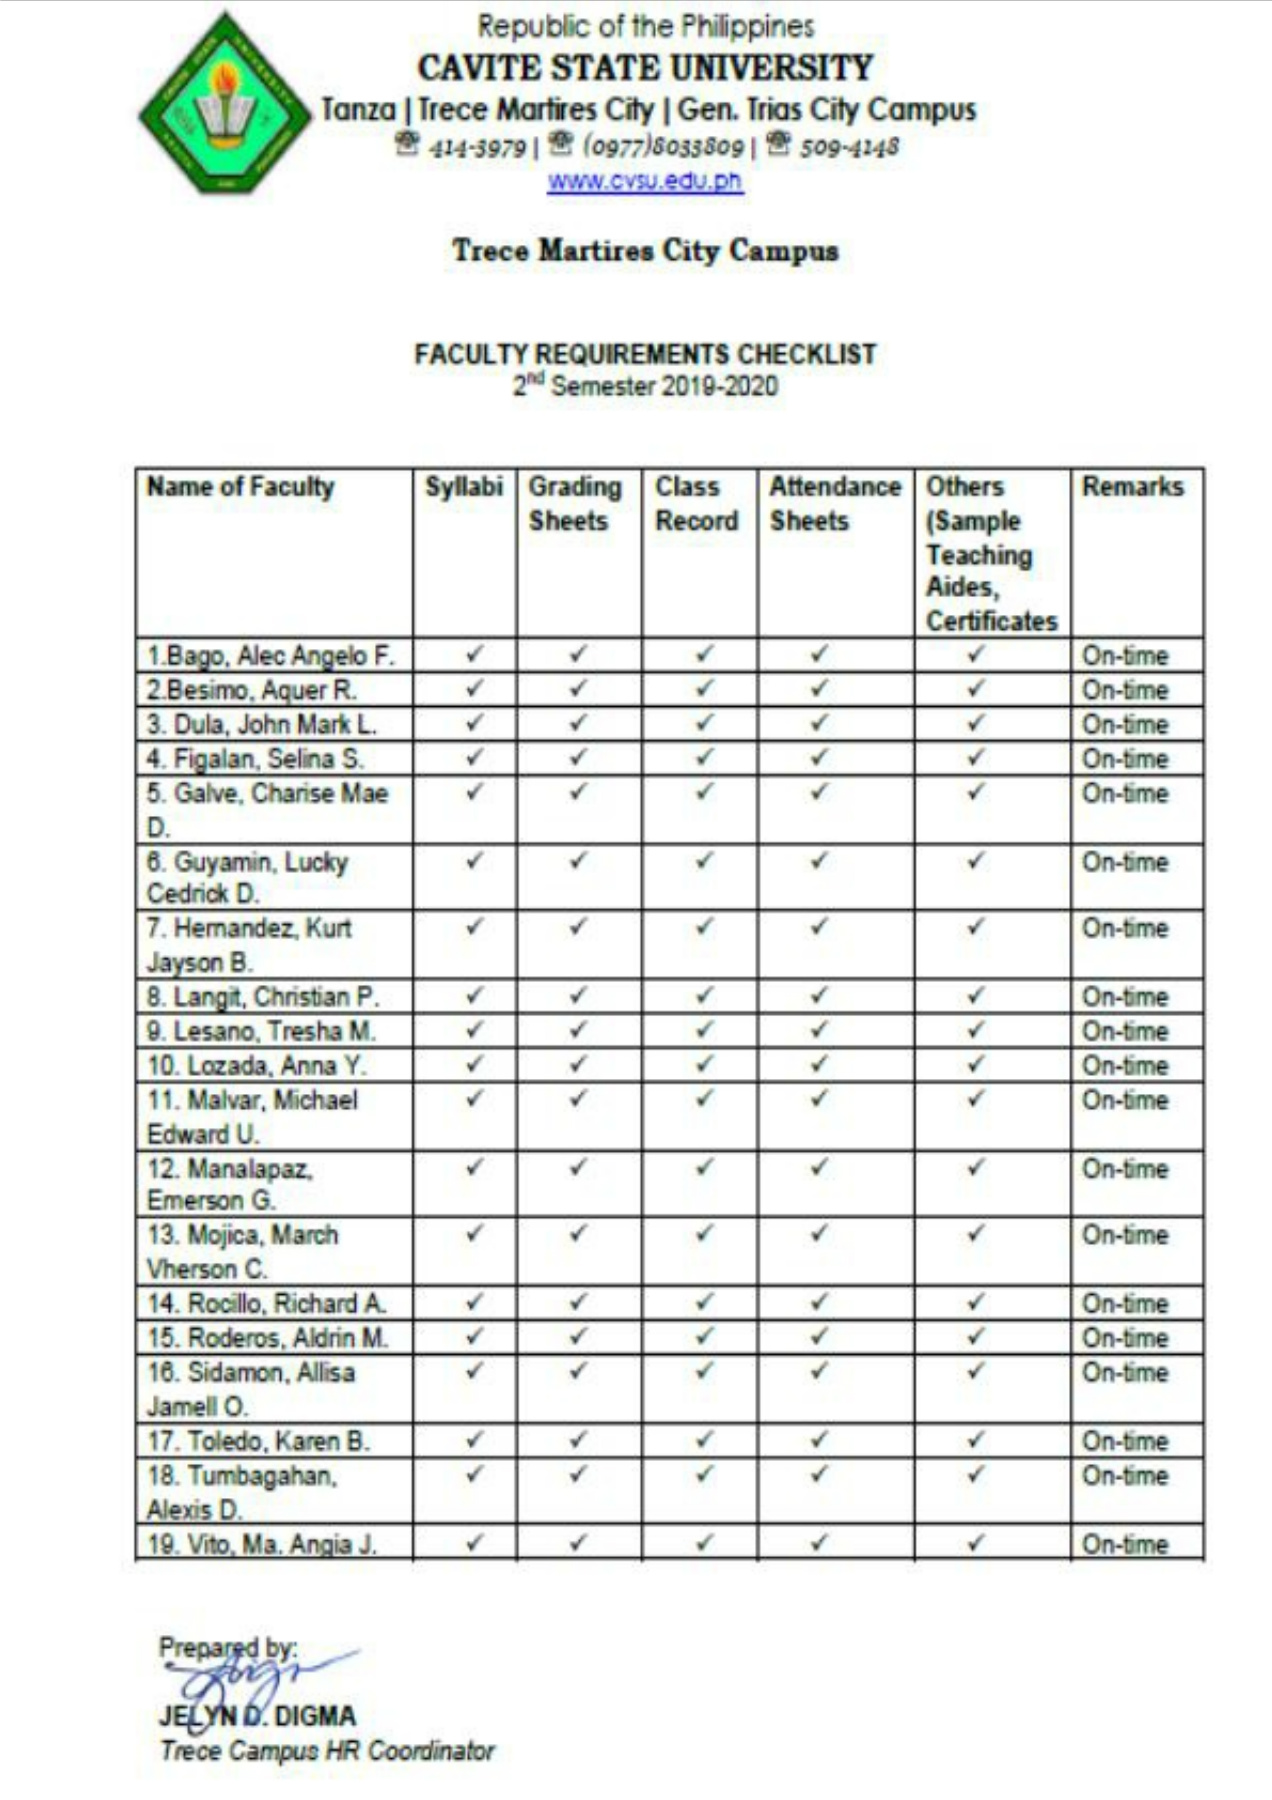 Republic of the Philippines
CAVITE STATE UNIVERSITY
Tanza | Trece Martires City | Gen. Trias City Campus
☏ 414-3979 | ☏ (0977)8033809 | ☏ 509-4148
www.cvsu.edu.ph
Trece Martires City Campus
FACULTY REQUIREMENTS CHECKLIST
2nd Semester 2019-2020
Name of Faculty Syllabi Grading Class Attendance Others Remarks
Sheets Record Sheets (Sample
Teaching
Aides,
Certificates
1.Bago, Alec Angelo F. ✓ ✓ ✓ ✓ ✓ On-time
2.Besimo, Aquer R. ✓ ✓ ✓ ✓ ✓ On-time
3. Dula, John Mark L. ✓ ✓ ✓ ✓ ✓ On-time
4. Figalan, Selina S. ✓ ✓ ✓ ✓ ✓ On-time
5. Galve, Charise Mae ✓ ✓ ✓ ✓ ✓ On-time
D.
6. Guyamin, Lucky ✓ ✓ ✓ ✓ ✓ On-time
Cedrick D.
7. Hernandez, Kurt ✓ ✓ ✓ ✓ ✓ On-time
Jayson B.
8. Langit, Christian P. ✓ ✓ ✓ ✓ ✓ On-time
9. Lesano, Tresha M. ✓ ✓ ✓ ✓ ✓ On-time
10. Lozada, Anna Y. ✓ ✓ ✓ ✓ ✓ On-time
11. Malvar, Michael ✓ ✓ ✓ ✓ ✓ On-time
Edward U.
12. Manalapaz, ✓ ✓ ✓ ✓ ✓ On-time
Emerson G.
13. Mojica, March ✓ ✓ ✓ ✓ ✓ On-time
Vherson C.
14. Rocillo, Richard A. ✓ ✓ ✓ ✓ ✓ On-time
15. Roderos, Aldrin M. ✓ ✓ ✓ ✓ ✓ On-time
16. Sidamon, Allisa ✓ ✓ ✓ ✓ ✓ On-time
Jamell O.
17. Toledo, Karen B. ✓ ✓ ✓ ✓ ✓ On-time
18. Tumbagahan, ✓ ✓ ✓ ✓ ✓ On-time
Alexis D.
19. Vito, Ma. Angia J. ✓ ✓ ✓ ✓ ✓ On-time
Prepared by:
JELYN D. DIGMA
Trece Campus HR Coordinator